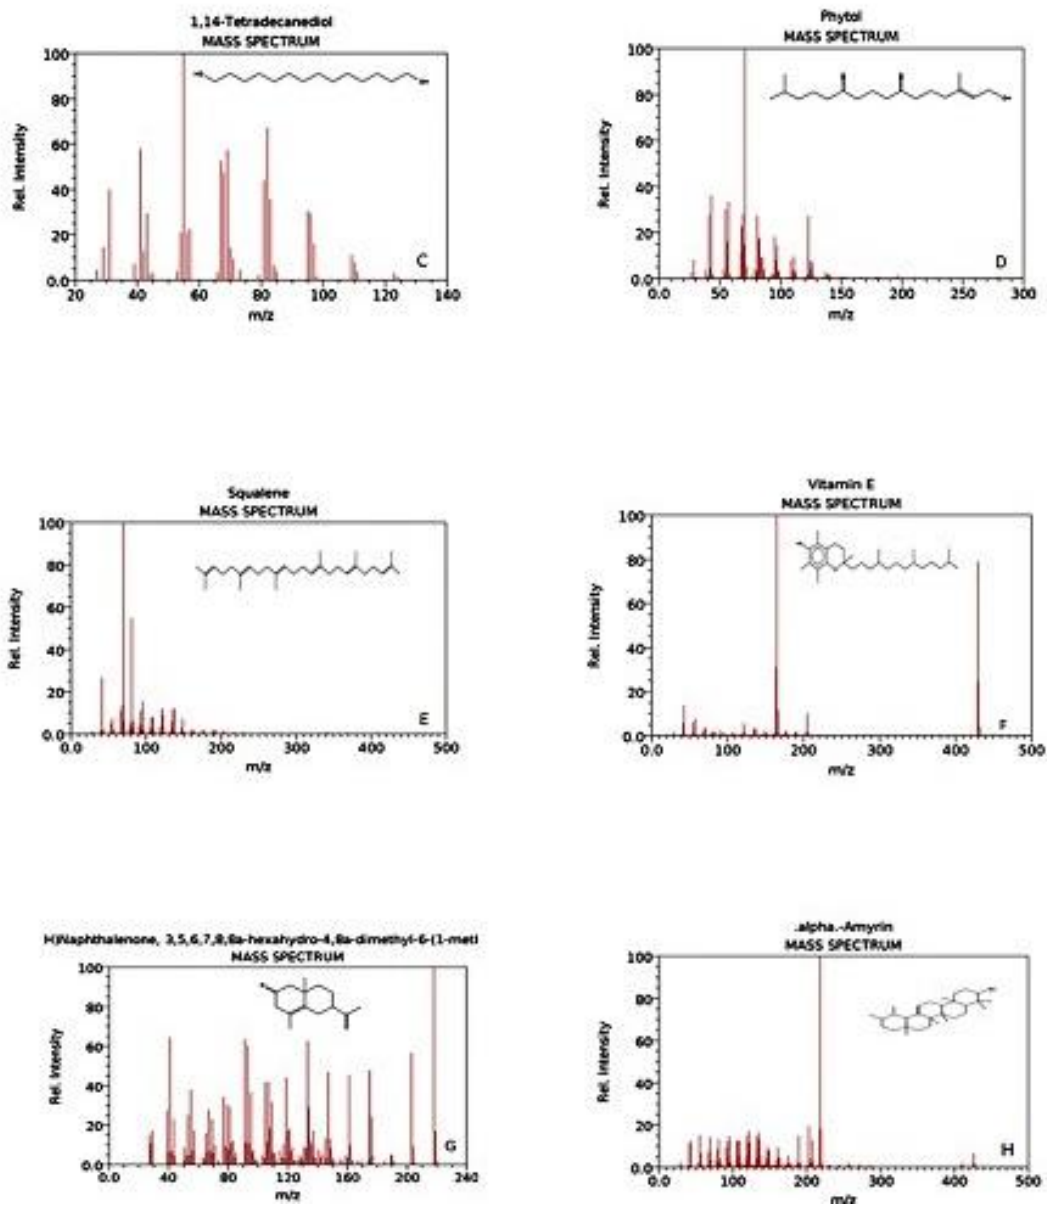 1,14-Tetradecanediol
MASS SPECTRUM
Rel. Intensity
100
80
60
40
20
0.0
20
40
60
80
100
120
140
m/z
C
Phytol
MASS SPECTRUM
Rel. Intensity
100
80
60
40
20
0.0
0.0
50
100
150
200
250
300
m/z
D
Squalene
MASS SPECTRUM
Rel. Intensity
100
80
60
40
20
0.0
0.0
100
200
300
400
500
m/z
E
Vitamin E
MASS SPECTRUM
Rel. Intensity
100
80
60
40
20
0.0
0.0
100
200
300
400
500
m/z
F
H)Naphthalenone, 3,5,6,7,8,8a-hexahydro-4,8a-dimethyl-6-(1-metl
MASS SPECTRUM
Rel. Intensity
100
80
60
40
20
0.0
0.0
40
80
120
160
200
240
m/z
G
.alpha.-Amyrin
MASS SPECTRUM
Rel. Intensity
100
80
60
40
20
0.0
0.0
100
200
300
400
500
m/z
H